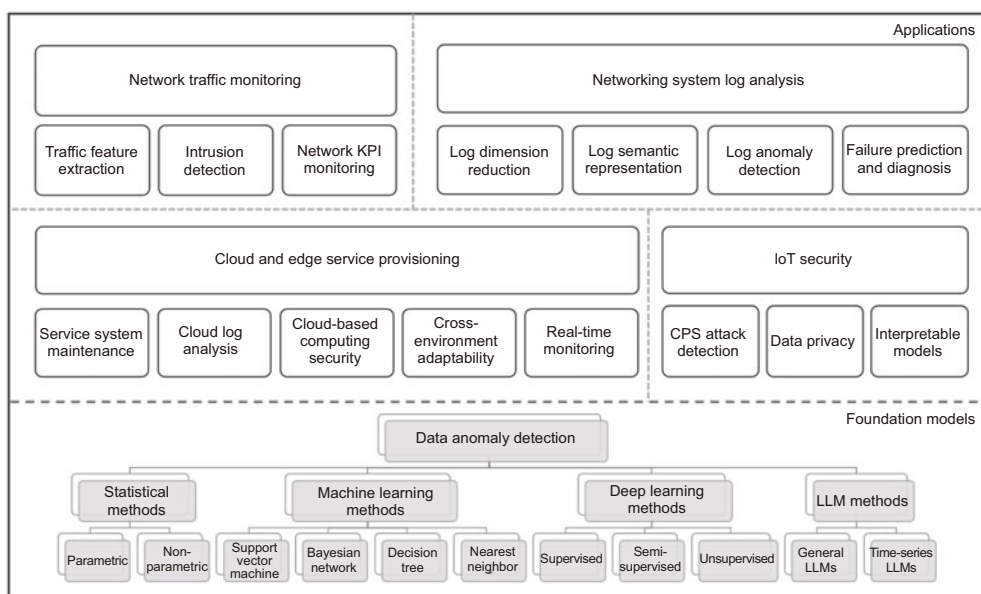 Applications
Network traffic monitoring
Networking system log analysis
Traffic feature
extraction
Intrusion
detection
Network KPI
monitoring
Log dimension
reduction
Log semantic
representation
Log anomaly
detection
Failure prediction
and diagnosis
Cloud and edge service provisioning
IoT security
Service system
maintenance
Cloud log
analysis
Cloud-based
computing
security
Cross-
environment
adaptability
Real-time
monitoring
CPS attack
detection
Data privacy
Interpretable
models
Foundation models
Data anomaly detection
Statistical
methods
Machine learning
methods
Deep learning
methods
LLM methods
Parametric
Non-
parametric
Support
vector
machine
Bayesian
network
Decision
tree
Nearest
neighbor
Supervised
Semi-
supervised
Unsupervised
General
LLMs
Time-series
LLMs